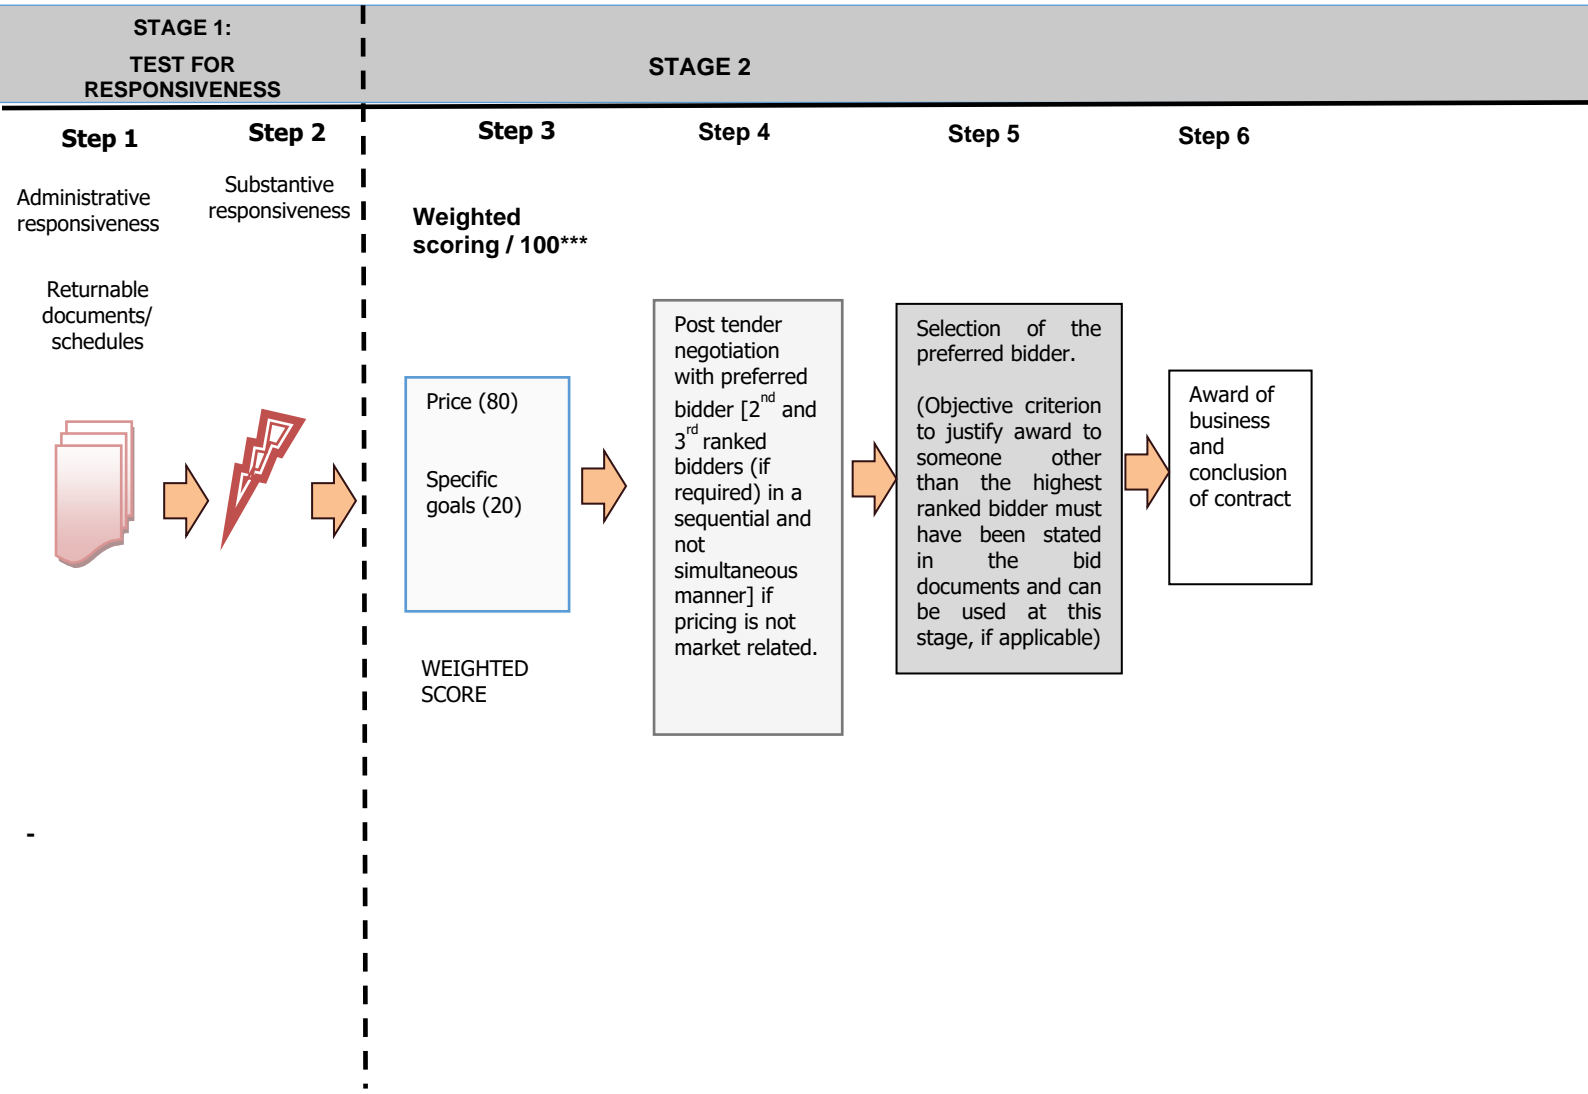 STAGE 1:
TEST FOR
RESPONSIVENESS
STAGE 2
Step 1
Step 2
Step 3
Step 4
Step 5
Step 6
Administrative
responsiveness
Substantive
responsiveness
Weighted
scoring / 100***
Returnable
documents/
schedules
Price (80)
Specific
goals (20)
WEIGHTED
SCORE
Post tender
negotiation
with preferred
bidder [2nd and
3rd ranked
bidders (if
required) in a
sequential and
not
simultaneous
manner] if
pricing is not
market related.
Selection of the
preferred bidder.
(Objective criterion
to justify award to
someone other
than the highest
ranked bidder must
have been stated
in the bid
documents and can
be used at this
stage, if applicable)
Award of
business
and
conclusion
of contract
-